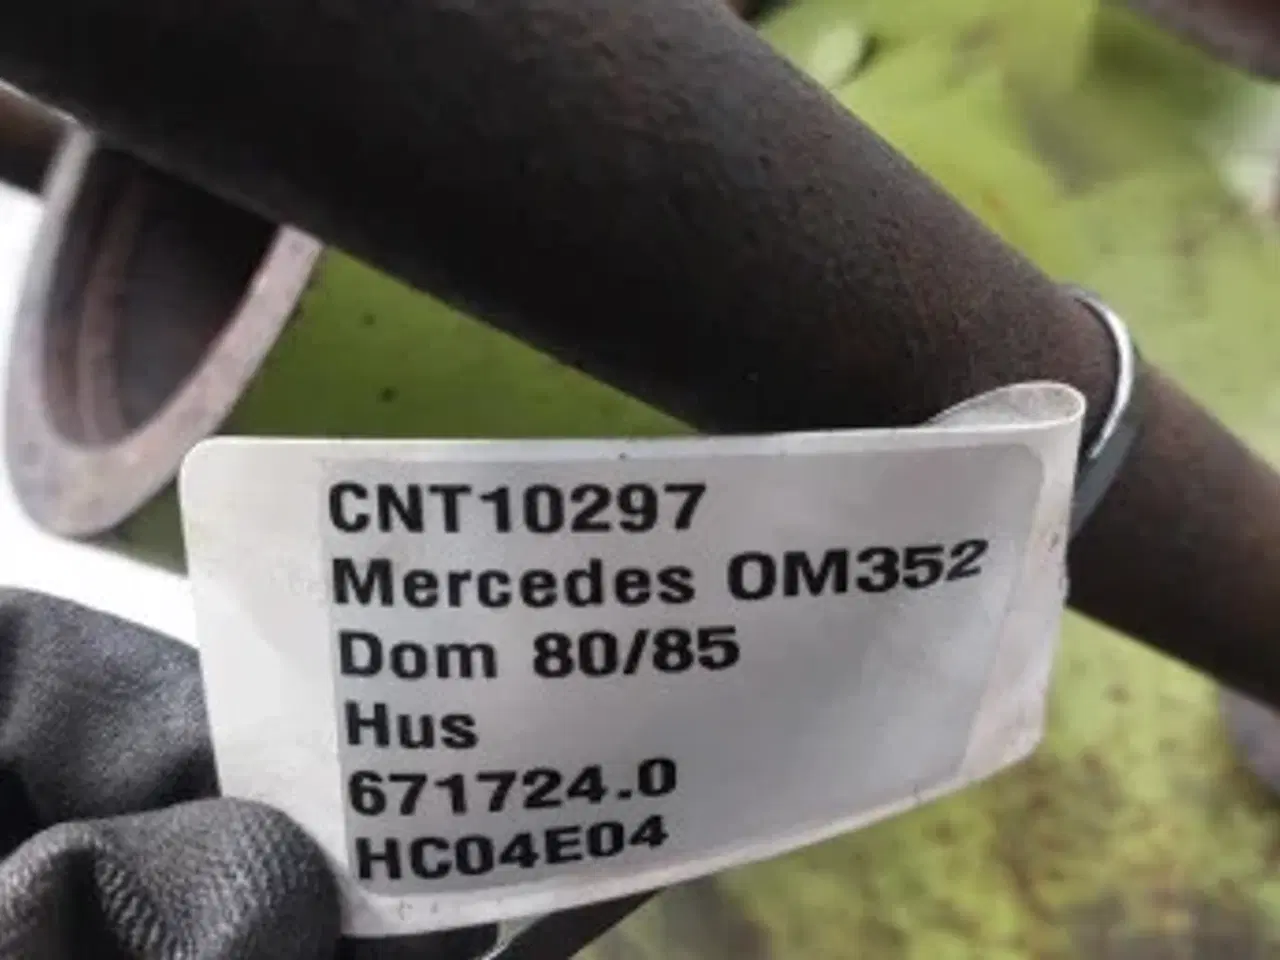 CNT10297
Mercedes OM352
Dom 80/85
Hus
671724.0
HC04E04